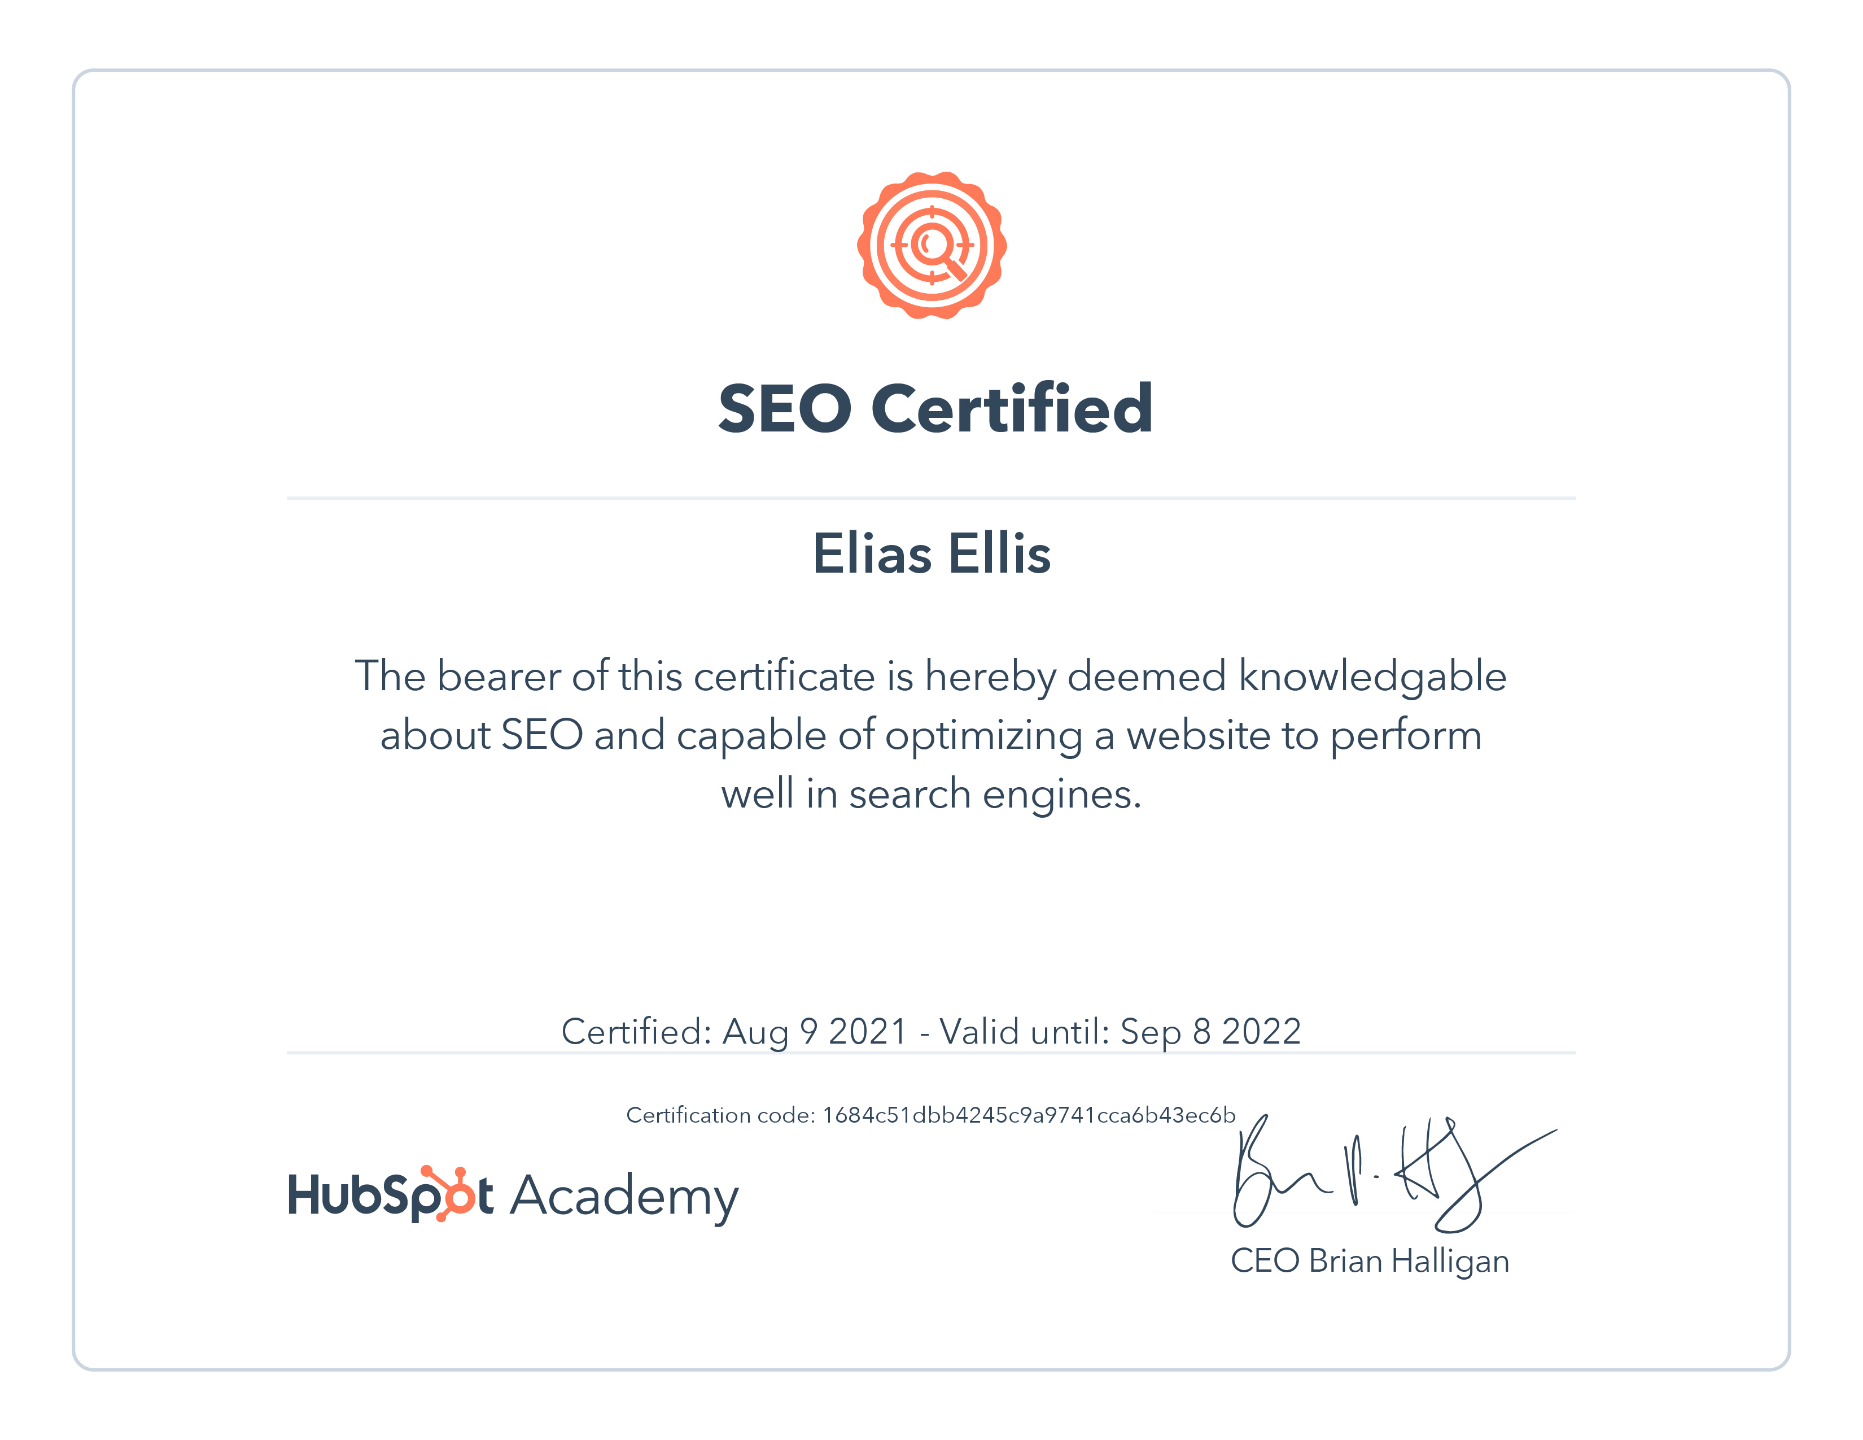 SEO Certified
Elias Ellis
The bearer of this certificate is hereby deemed knowledgable
about SEO and capable of optimizing a website to perform
well in search engines.
Certified: Aug 9 2021 - Valid until: Sep 8 2022
Certification code: 1684c51dbb4245c9a9741cca6b43ec6b
HubSpot Academy
CEO Brian Halligan